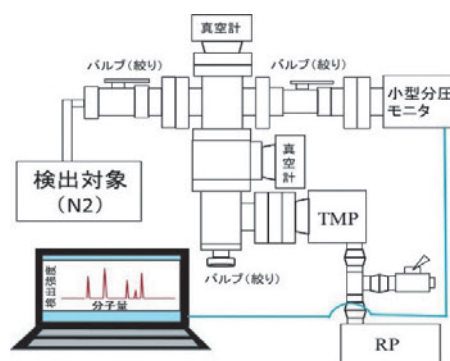 真空計
バルブ(絞り)
バルブ(絞り)
小型分圧
モニタ
真空計
検出対象
(N2)
TMP
バルブ(絞り)
検出強度
分子量
RP